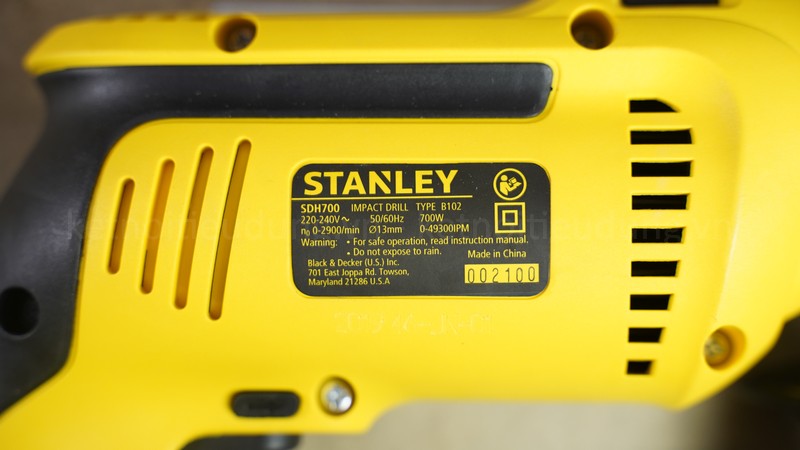 STANLEY
SDH700 IMPACT DRILL TYPE B102
220-240V~ 50/60Hz 700W
n₀ 0-2900/min Ø13mm 0-49300IPM
Warning: • For safe operation, read instruction manual.
• Do not expose to rain. Made in China
Black & Decker (U.S.) Inc.
701 East Joppa Rd. Towson,
Maryland 21286 U.S.A
002100